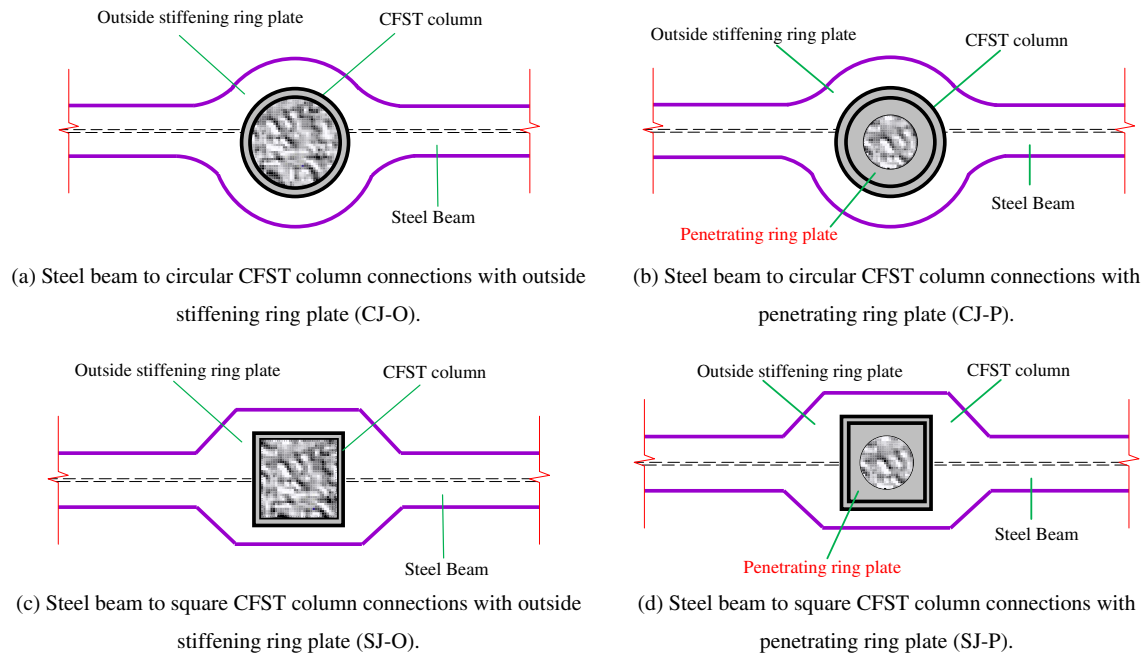 Outside stiffening ring plate
CFST column
Steel Beam
(a) Steel beam to circular CFST column connections with outside
stiffening ring plate (CJ-O).
Outside stiffening ring plate
CFST column
Steel Beam
Penetrating ring plate
(b) Steel beam to circular CFST column connections with
penetrating ring plate (CJ-P).
Outside stiffening ring plate
CFST column
Steel Beam
(c) Steel beam to square CFST column connections with outside
stiffening ring plate (SJ-O).
Outside stiffening ring plate
CFST column
Steel Beam
Penetrating ring plate
(d) Steel beam to square CFST column connections with
penetrating ring plate (SJ-P).